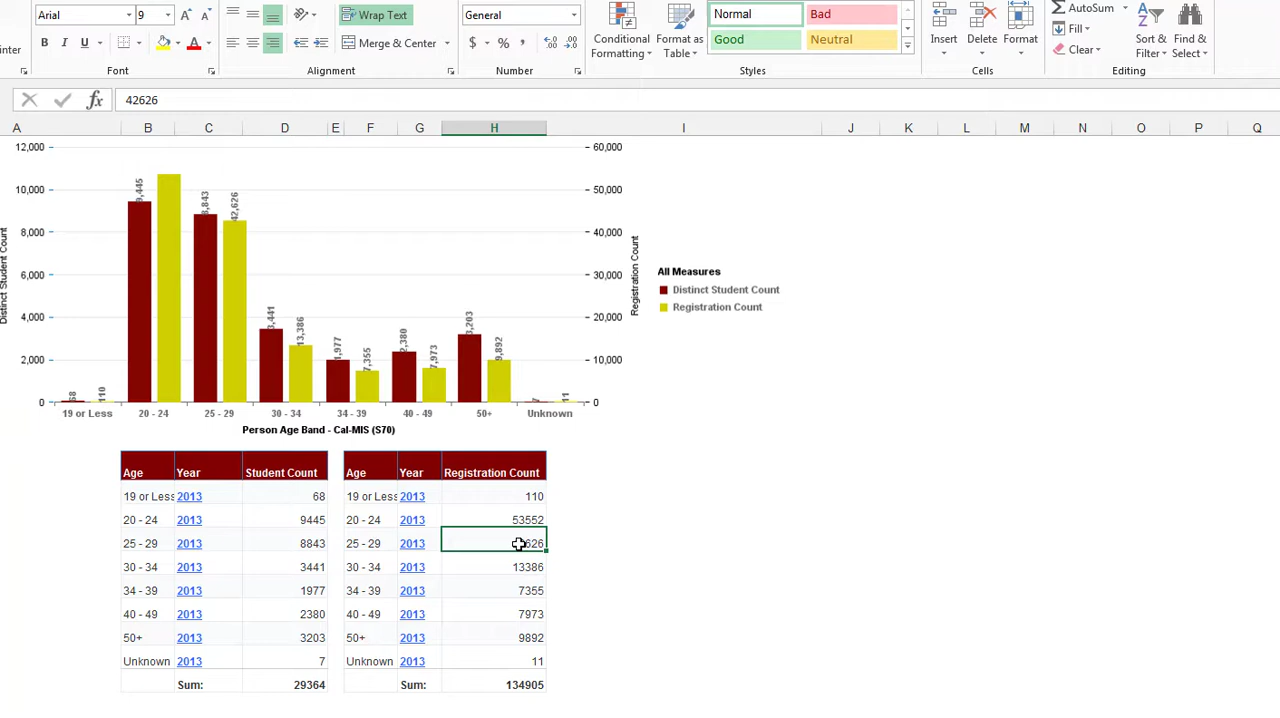 Arial 9 Wrap Text General Normal Bad AutoSum
B I U Merge & Center $ % Conditional Formatting Format as Table Good Neutral Insert Delete Format Fill Clear Sort & Filter Find & Select
Font Alignment Number Styles Cells Editing
fx 42626
A B C D E F G H I J K L M N O P Q
12,000 60,000
10,000 50,000
8,000 40,000
6,000 30,000
4,000 20,000
2,000 10,000
0 0
Distinct Student Count
Registration Count
68 110 9,445 8,843 42,626 3,441 13,386 1,977 7,355 2,380 7,973 3,203 9,892 7 11
19 or Less 20 - 24 25 - 29 30 - 34 34 - 39 40 - 49 50+ Unknown
Person Age Band - Cal-MIS (S70)
All Measures
Distinct Student Count
Registration Count
Age Year Student Count Age Year Registration Count
19 or Less 2013 68 19 or Less 2013 110
20 - 24 2013 9445 20 - 24 2013 53552
25 - 29 2013 8843 25 - 29 2013
30 - 34 2013 3441 30 - 34 2013 13386
34 - 39 2013 1977 34 - 39 2013 7355
40 - 49 2013 2380 40 - 49 2013 7973
50+ 2013 3203 50+ 2013 9892
Unknown 2013 7 Unknown 2013 11
Sum: 29364 Sum: 134905